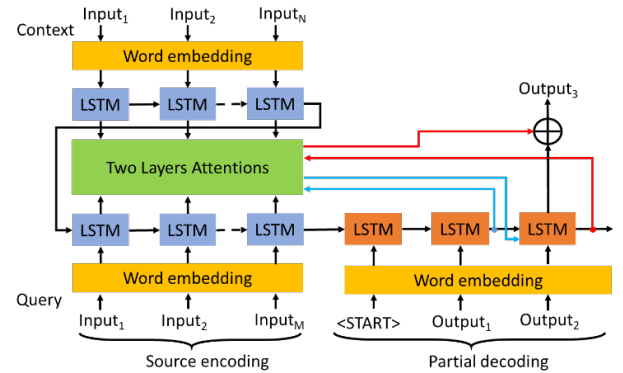 Input1 Input2 InputN
Context
Word embedding
LSTM LSTM LSTM
Output3
Two Layers Attentions
LSTM LSTM LSTM LSTM LSTM LSTM
Word embedding Word embedding
Query
Input1 Input2 InputM <START> Output1 Output2
Source encoding Partial decoding